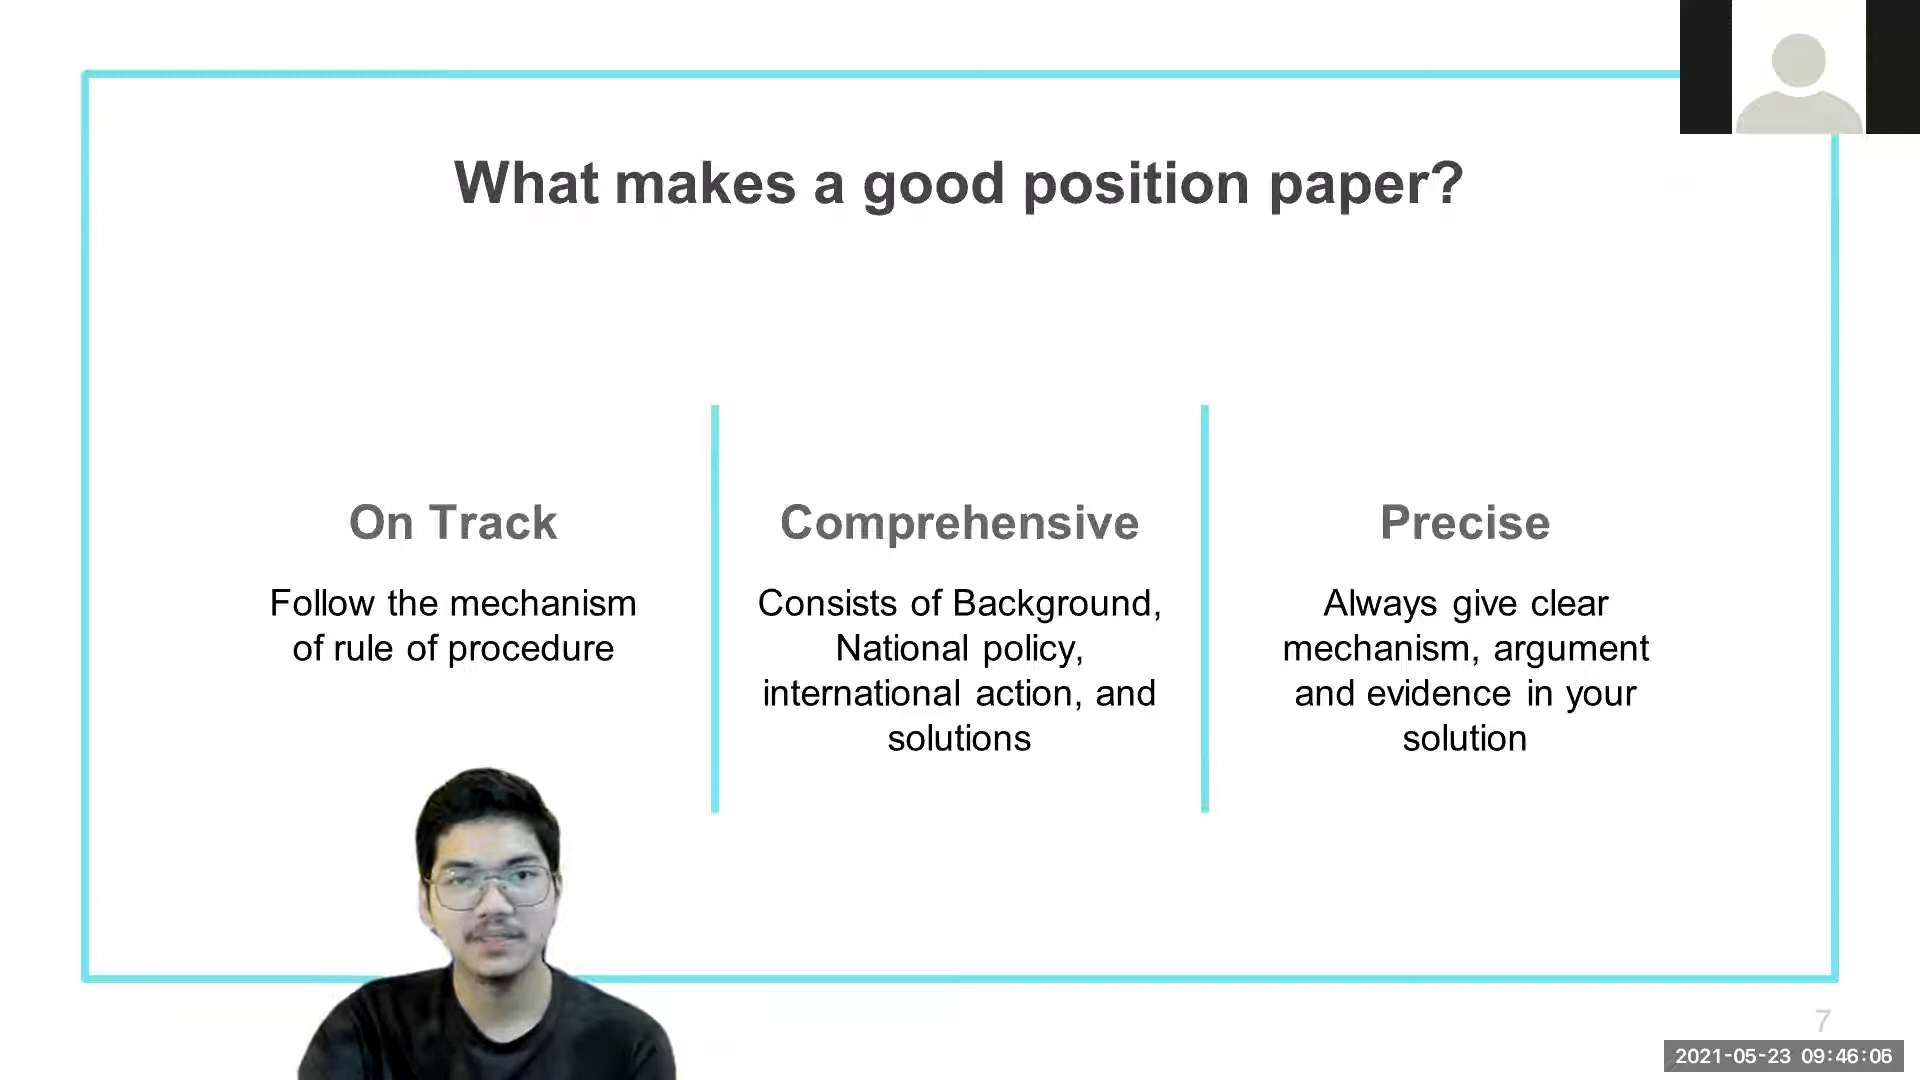 What makes a good position paper?
On Track
Follow the mechanism
of rule of procedure
Comprehensive
Consists of Background,
National policy,
international action, and
solutions
Precise
Always give clear
mechanism, argument
and evidence in your
solution
7
2021-05-23 09:46:06